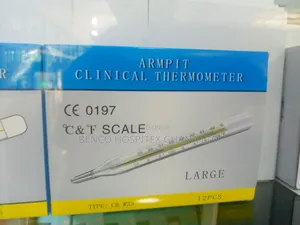 ARMPIT
CLINICAL THERMOMETER
CE 0197
C&F SCALE
LARGE
12PCS